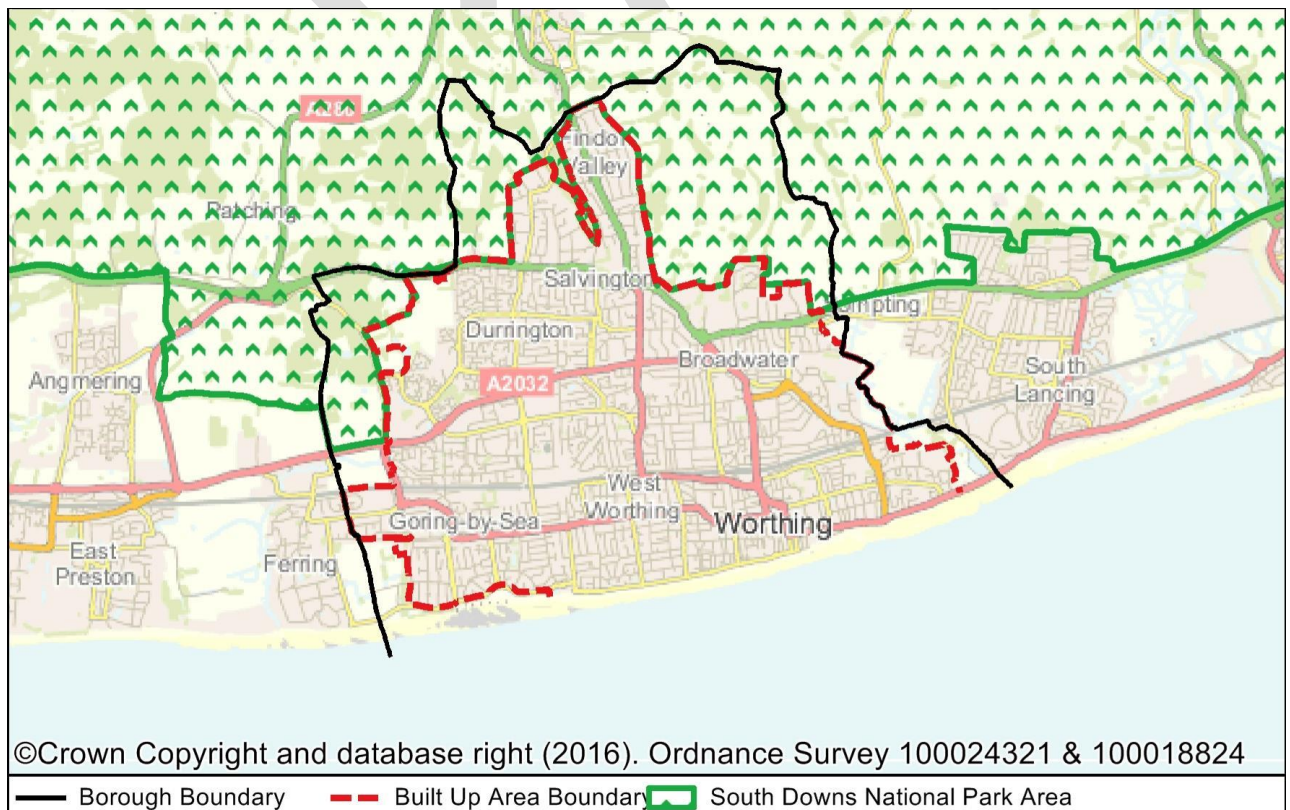 A280
Findon
Valley
Patching
Salvington
Sompting
Durrington
Broadwater
Angmering
A2032
South
Lancing
West
Worthing
Goring-by-Sea
Worthing
East
Preston
Ferring
©Crown Copyright and database right (2016). Ordnance Survey 100024321 & 100018824
Borough Boundary
Built Up Area Boundary
South Downs National Park Area